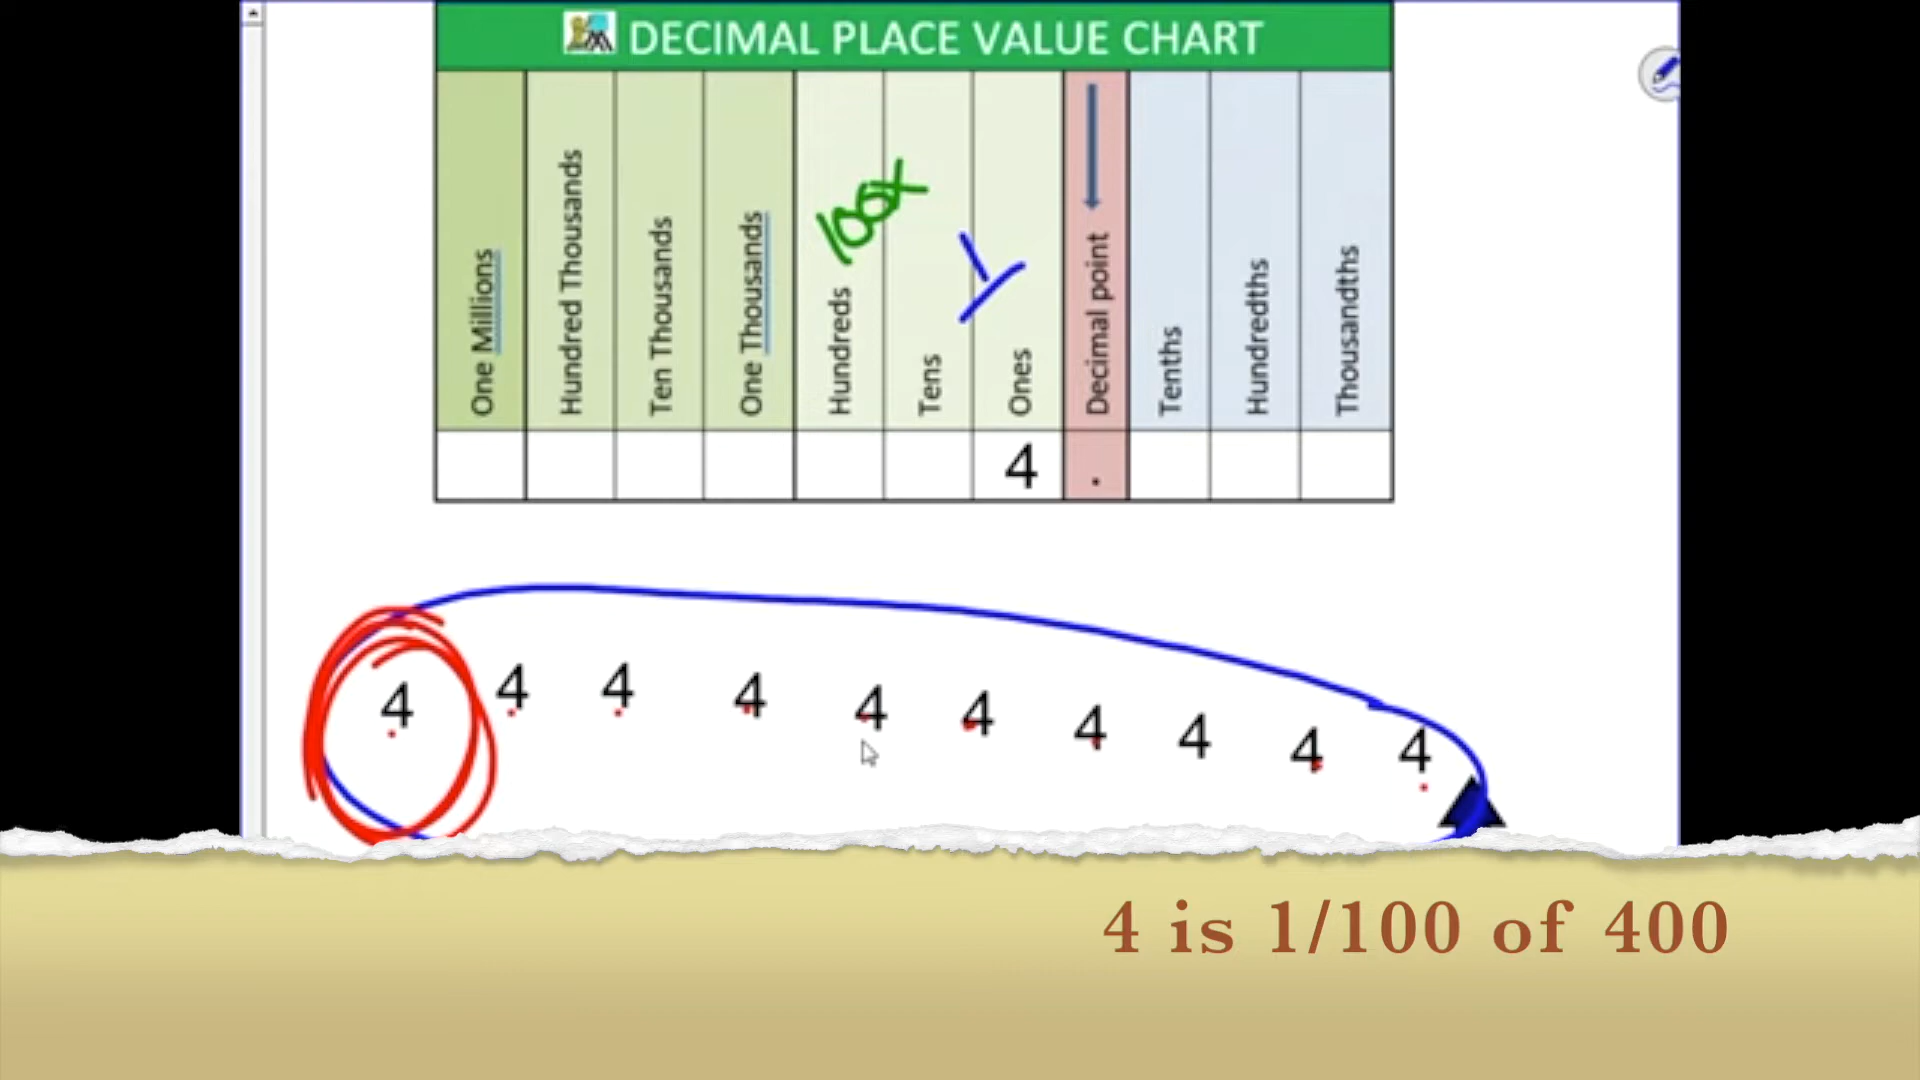 DECIMAL PLACE VALUE CHART
One Millions
Hundred Thousands
Ten Thousands
One Thousands
Hundreds
Tens
Ones
Decimal point
Tenths
Hundredths
Thousandths
100x
4 .
4 4 4 4 4 4 4 4 4 4
4 is 1/100 of 400